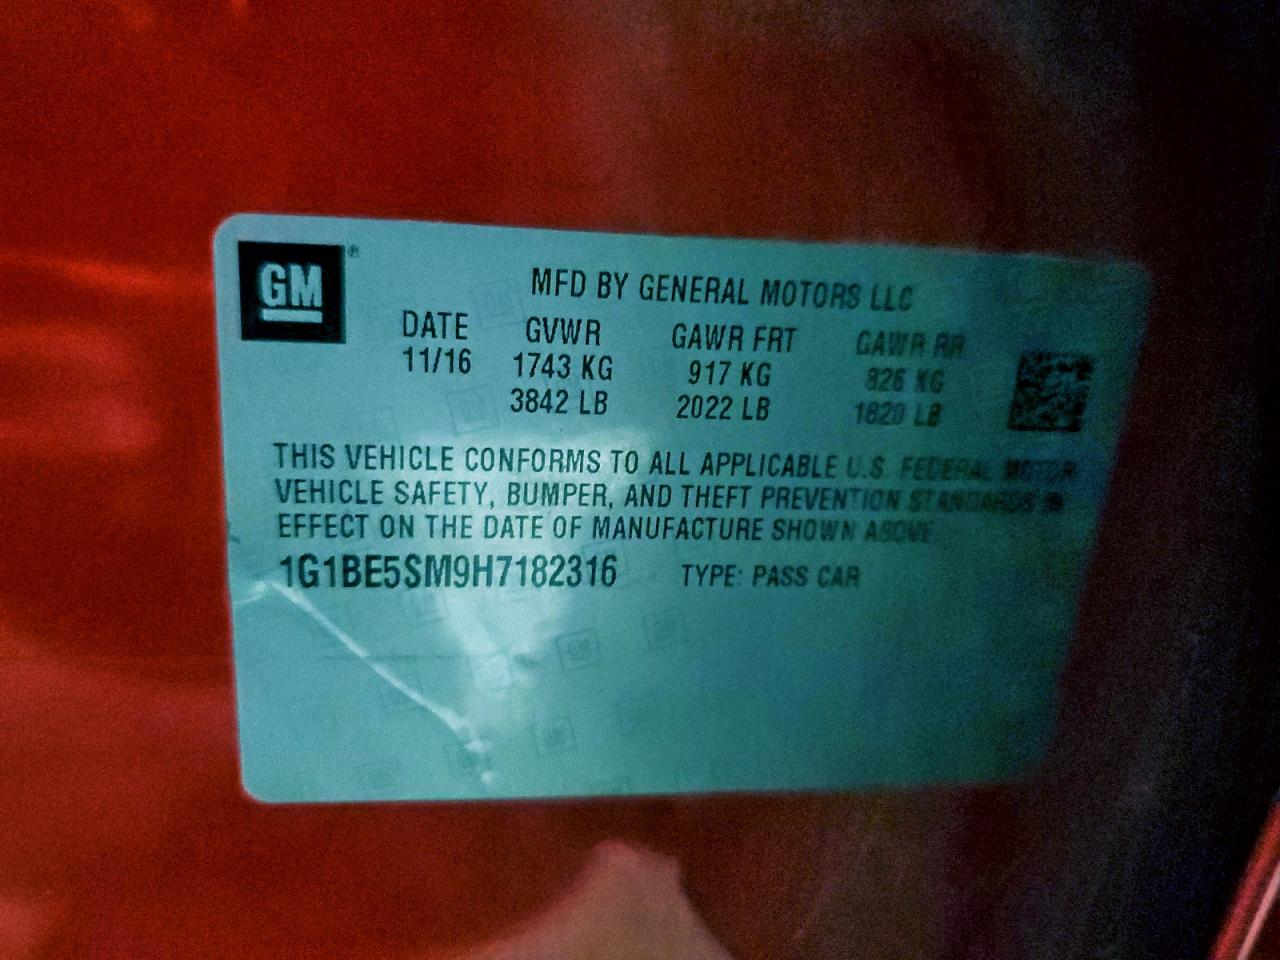 GM
MFD BY GENERAL MOTORS LLC
DATE GVWR GAWR FRT GAWR RR
11/16 1743 KG 917 KG 826 KG
3842 LB 2022 LB 1820 LB
THIS VEHICLE CONFORMS TO ALL APPLICABLE U.S. FEDERAL MOTOR
VEHICLE SAFETY, BUMPER, AND THEFT PREVENTION STANDARDS IN
EFFECT ON THE DATE OF MANUFACTURE SHOWN ABOVE
1G1BE5SM9H7182316 TYPE: PASS CAR